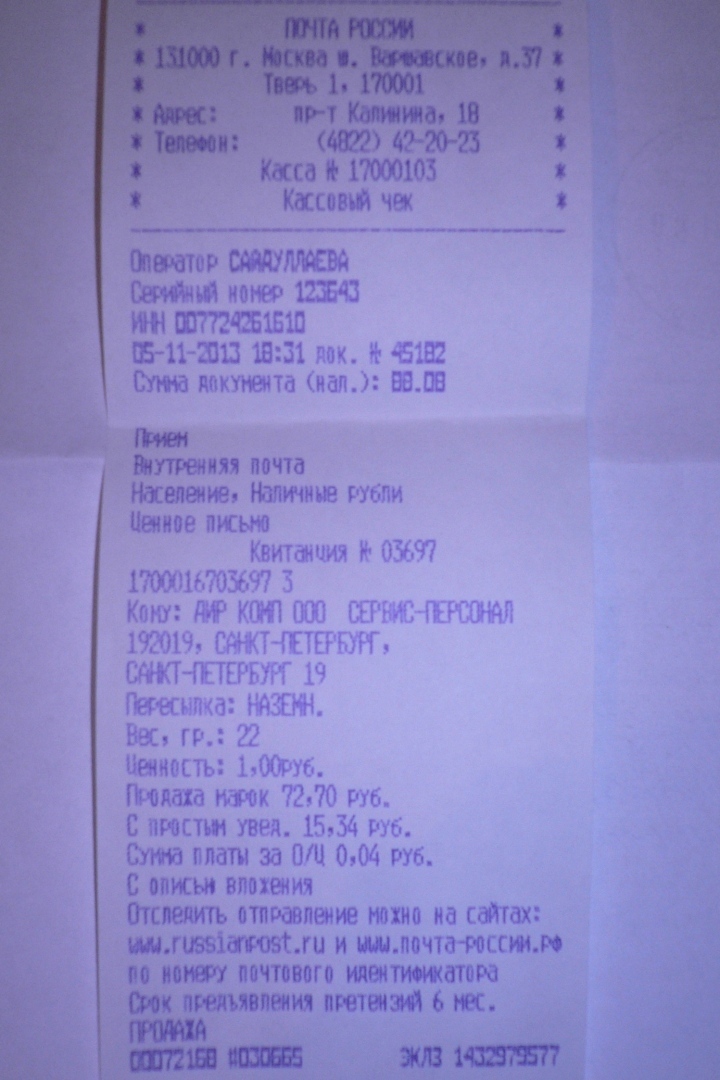 * ПОЧТА РОССИИ *
* 131000 г. Москва ш. Варшавское, д.37 *
* Тверь 1, 170001 *
* Адрес: пр-т Калинина, 18 *
* Телефон: (4822) 42-20-23 *
* Касса № 17000103 *
* Кассовый чек *
Оператор САЙДУЛЛАЕВА
Серийный номер 123643
ИНН 007724261610
05-11-2013 18:31 док. № 45182
Сумма документа (нал.): 88.08
Прием
Внутренняя почта
Население, Наличные рубли
Ценное письмо
Квитанция № 03697
1700016703697 3
Кому: ДИР КОМП ООО СЕРВИС-ПЕРСОНАЛ
192019, САНКТ-ПЕТЕРБУРГ,
САНКТ-ПЕТЕРБУРГ 19
Пересылка: НАЗЕМН.
Вес, гр.: 22
Ценность: 1,00руб.
Продажа марок 72,70 руб.
С простым увед. 15,34 руб.
Сумма платы за О/Ц 0,04 руб.
С описью вложения
Отследить отправление можно на сайтах:
www.russianpost.ru и www.почта-россии.рф
по номеру почтового идентификатора
Срок предъявления претензий 6 мес.
ПРОДАЖА
00072168 #030665 ЭКЛЗ 1432979577